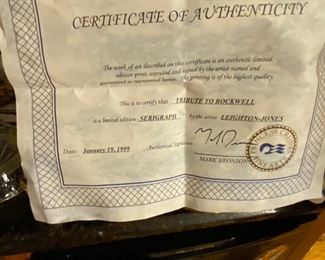 CERTIFICATE OF AUTHENTICITY
The work of art described on this certificate is an authentic limited
edition print, inspected and signed by the artist named and
guaranteed as represented herein. The printing is of the highest quality.
This is to certify that TRIBUTE TO ROCKWELL
is a limited edition SERIGRAPH by the artist LEIGHTON-JONES
Date: January 19, 1999 Authorized signature
MARK BRONSON
FINE ARTS